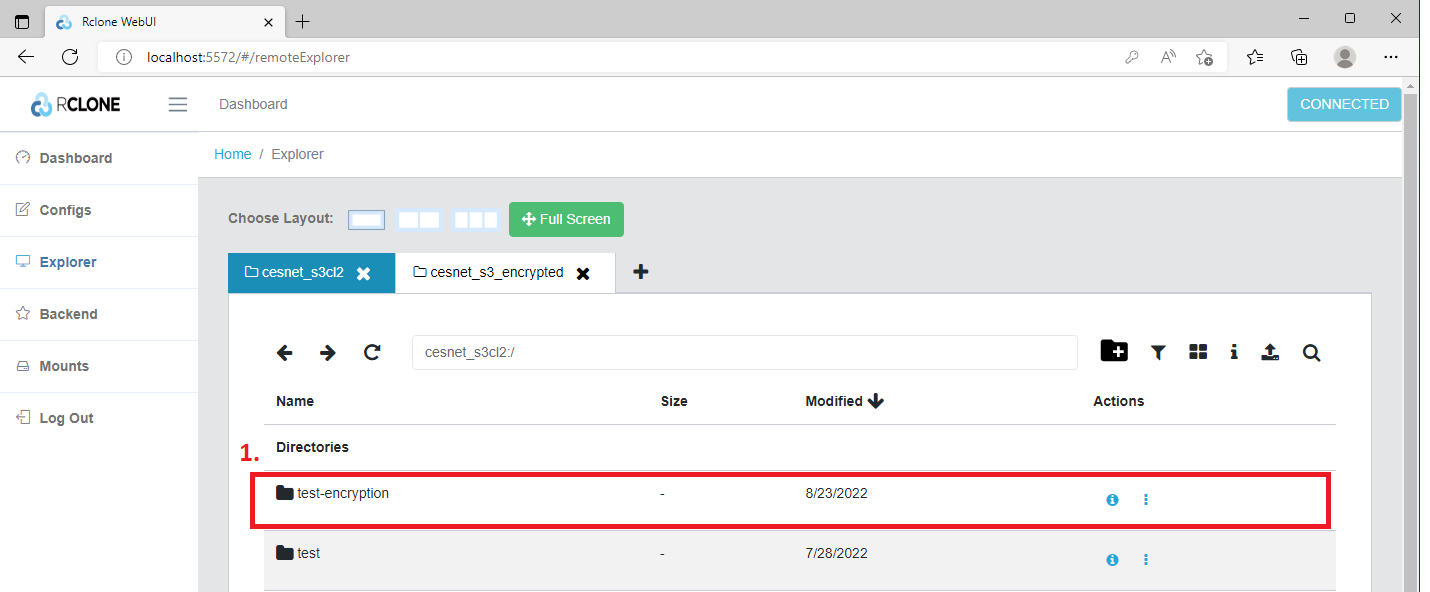 Rclone WebUI
localhost:5572/#/remoteExplorer
RCLONE
Dashboard
CONNECTED
Dashboard
Configs
Explorer
Backend
Mounts
Log Out
Home / Explorer
Choose Layout:
Full Screen
cesnet_s3cl2
cesnet_s3_encrypted
cesnet_s3cl2:/
Name Size Modified Actions
Directories
1.
test-encryption - 8/23/2022
test - 7/28/2022